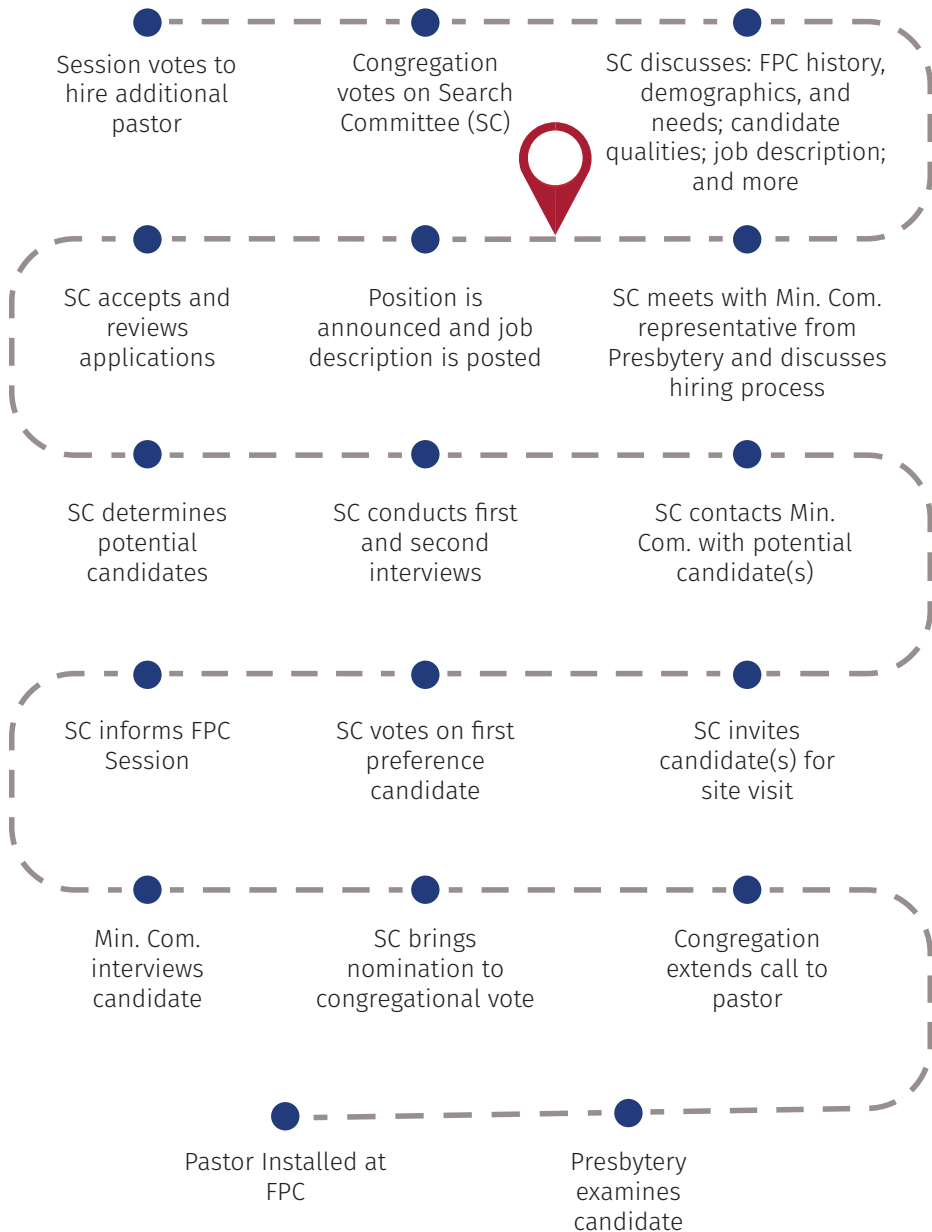 Session votes to
hire additional
pastor
Congregation
votes on Search
Committee (SC)
SC discusses: FPC history,
demographics, and
needs; candidate
qualities; job description;
and more
SC meets with Min. Com.
representative from
Presbytery and discusses
hiring process
Position is
announced and job
description is posted
SC accepts and
reviews
applications
SC determines
potential
candidates
SC conducts first
and second
interviews
SC contacts Min.
Com. with potential
candidate(s)
SC invites
candidate(s) for
site visit
SC votes on first
preference
candidate
SC informs FPC
Session
Min. Com.
interviews
candidate
SC brings
nomination to
congregational vote
Congregation
extends call to
pastor
Presbytery
examines
candidate
Pastor Installed at
FPC